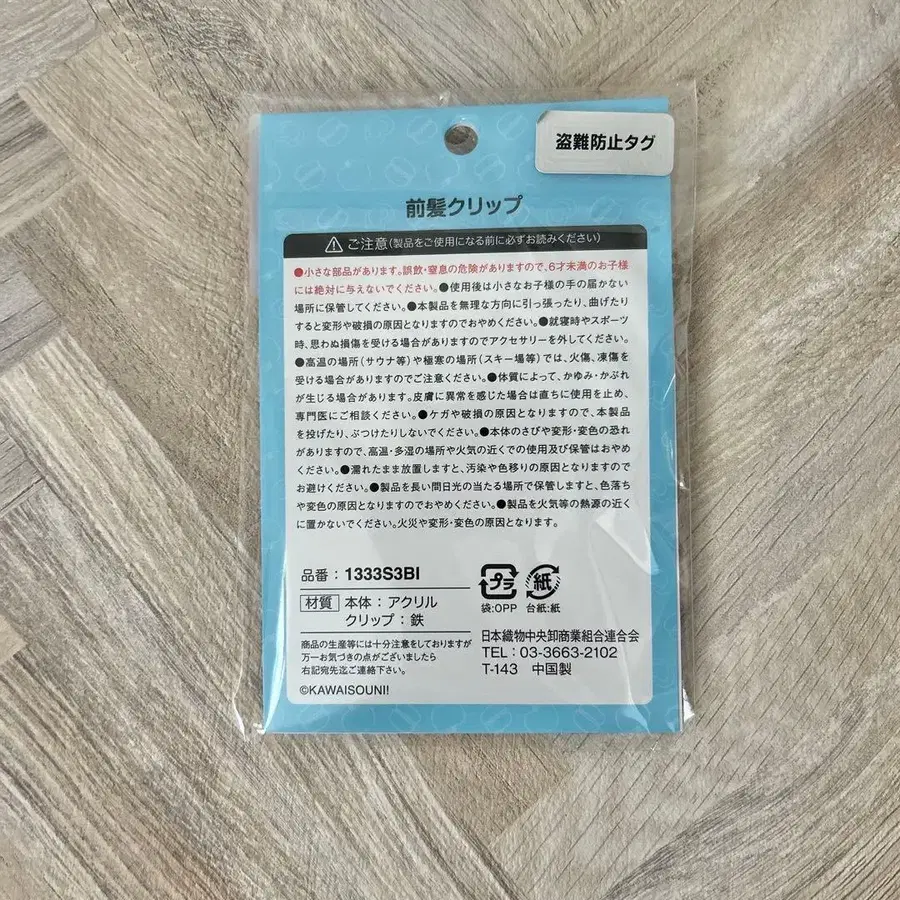 盗難防止タグ
前髪クリップ
ご注意(製品をご使用になる前に必ずお読みください)
●小さな部品があります。誤飲・窒息の危険がありますので、6才未満のお子様
には絶対に与えないでください。●使用後は小さなお子様の手の届かない
場所に保管してください。●本製品を無理な方向に引っ張ったり、曲げたり
すると変形や破損の原因となりますのでおやめください。●就寝時やスポーツ
時、思わぬ損傷を受ける場合がありますのでアクセサリーを外してください。
●高温の場所(サウナ等)や極寒の場所(スキー場等)では、火傷、凍傷を
受ける場合がありますのでご注意ください。●体質によって、かゆみ・かぶれ
が生じる場合があります。皮膚に異常を感じた場合は直ちに使用を止め、
専門医にご相談ください。●ケガや破損の原因となりますので、本製品
を投げたり、ぶつけたりしないでください。●本体のさびや変形・変色の恐れ
がありますので、高温・多湿の場所や火気の近くでの使用及び保管はおやめ
ください。●濡れたまま放置しますと、汚染や色移りの原因となりますので
お避けください。●製品を長い間日光の当たる場所で保管しますと、色落ち
や変色の原因となりますのでおやめください。●製品を火気等の熱源の近く
に置かないでください。火災や変形・変色の原因となります。
品番:1333S3BI
材質 本体:アクリル
クリップ:鉄
商品の生産等には十分注意をしておりますが
万一お気づきの点がございましたら
右記宛先迄ご連絡下さい。
©KAWAISOUNI!
プラ 紙
袋:OPP 台紙:紙
日本織物中央卸商業組合連合会
TEL:03-3663-2102
T-143 中国製